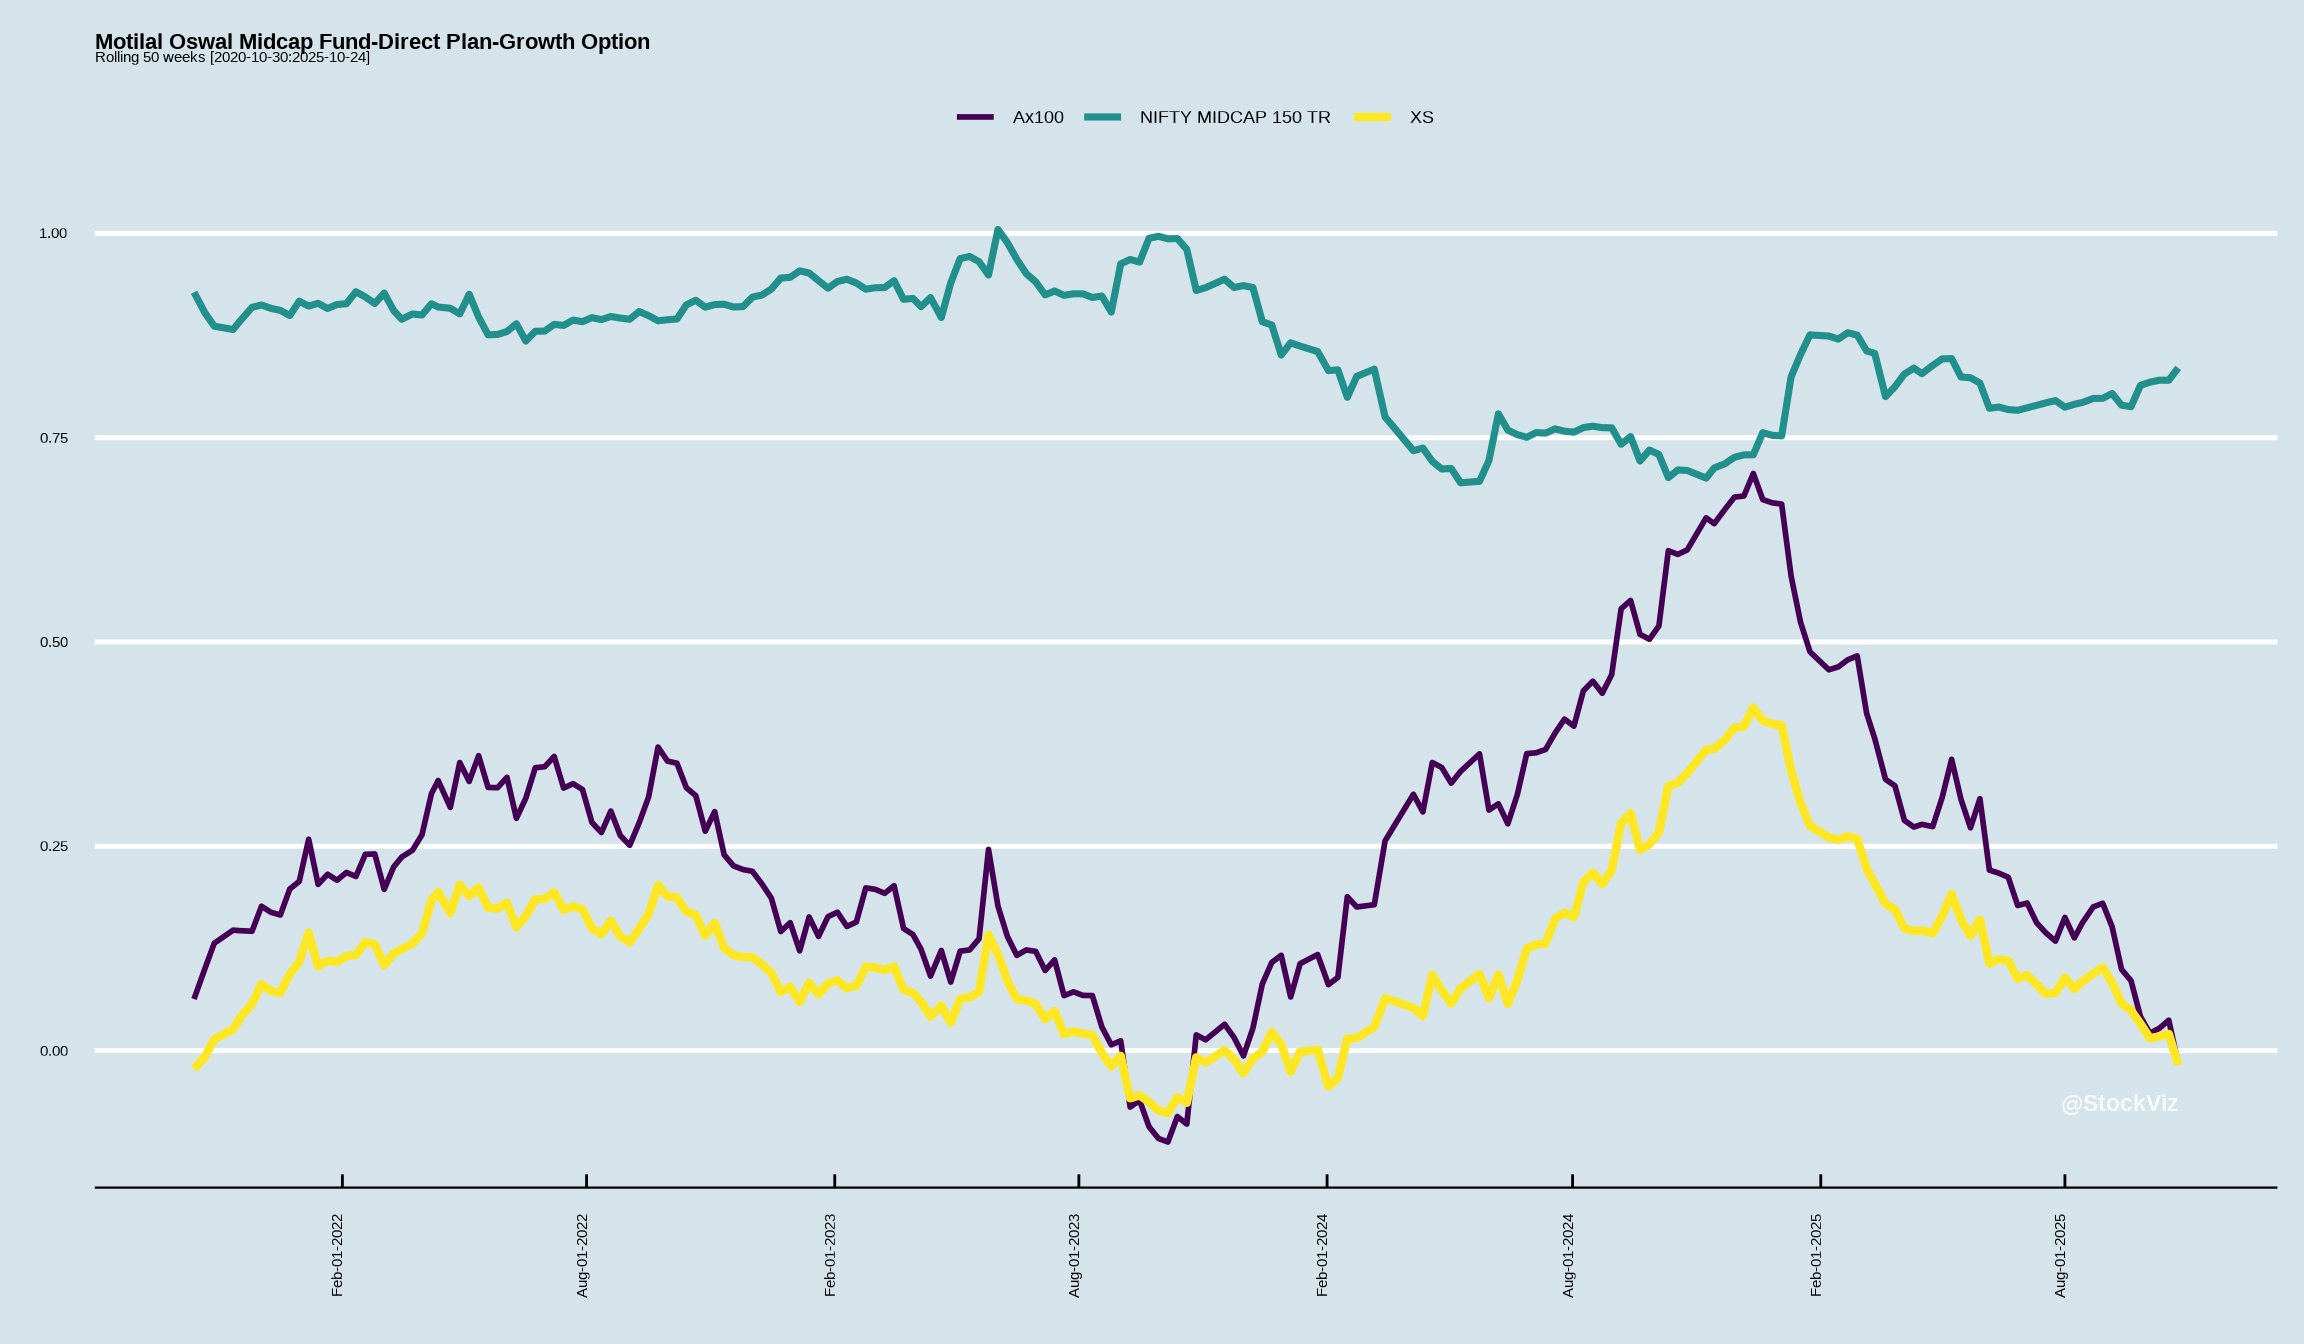 Motilal Oswal Midcap Fund-Direct Plan-Growth Option
Rolling 50 weeks [2020-10-30:2025-10-24]
Ax100 NIFTY MIDCAP 150 TR XS
1.00
0.75
0.50
0.25
0.00
@StockViz
Feb-01-2022 Aug-01-2022 Feb-01-2023 Aug-01-2023 Feb-01-2024 Aug-01-2024 Feb-01-2025 Aug-01-2025